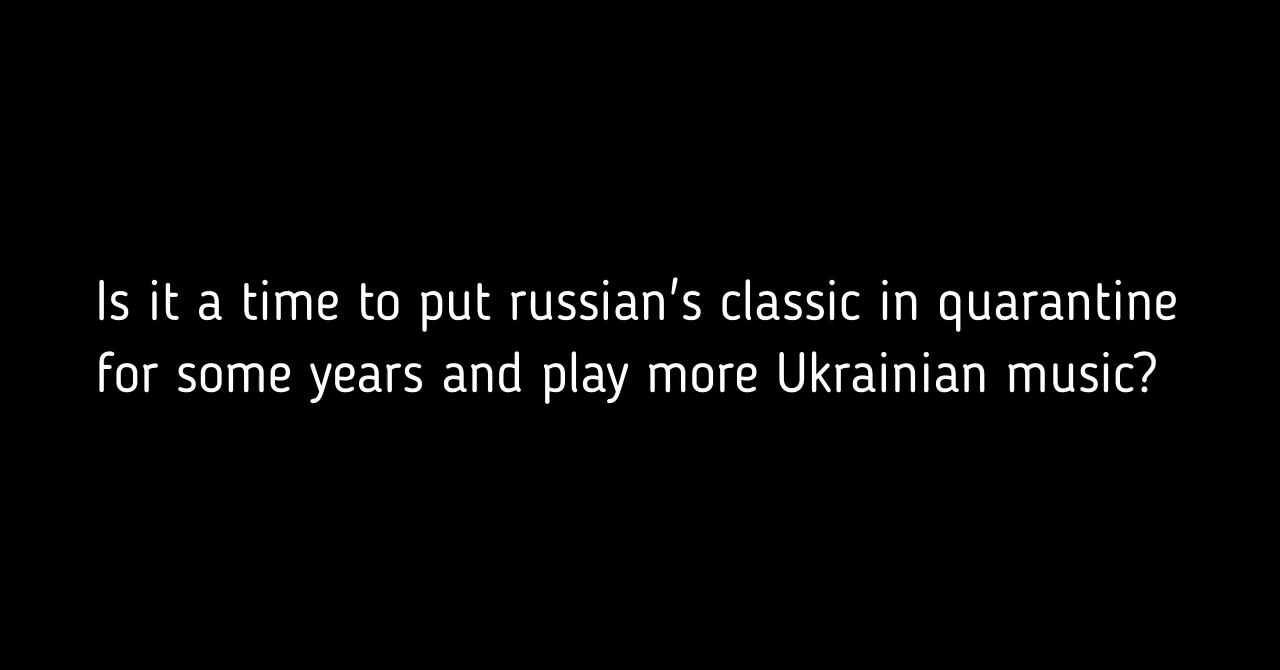 Is it a time to put russian's classic in quarantine
for some years and play more Ukrainian music?